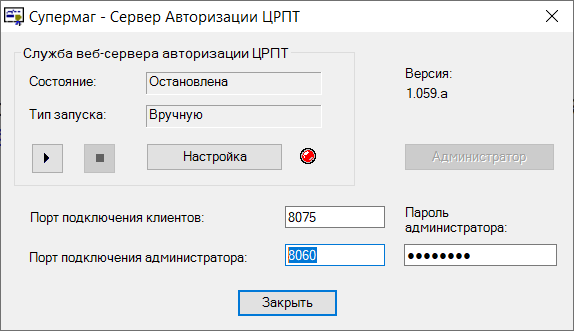 Супермаг - Сервер Авторизации ЦРПТ
Служба веб-сервера авторизации ЦРПТ
Состояние:
Остановлена
Тип запуска:
Вручную
Настройка
Версия:
1.059.a
Администратор
Порт подключения клиентов:
8075
Порт подключения администратора:
8060
Пароль
администратора:
●●●●●●●●
Закрыть